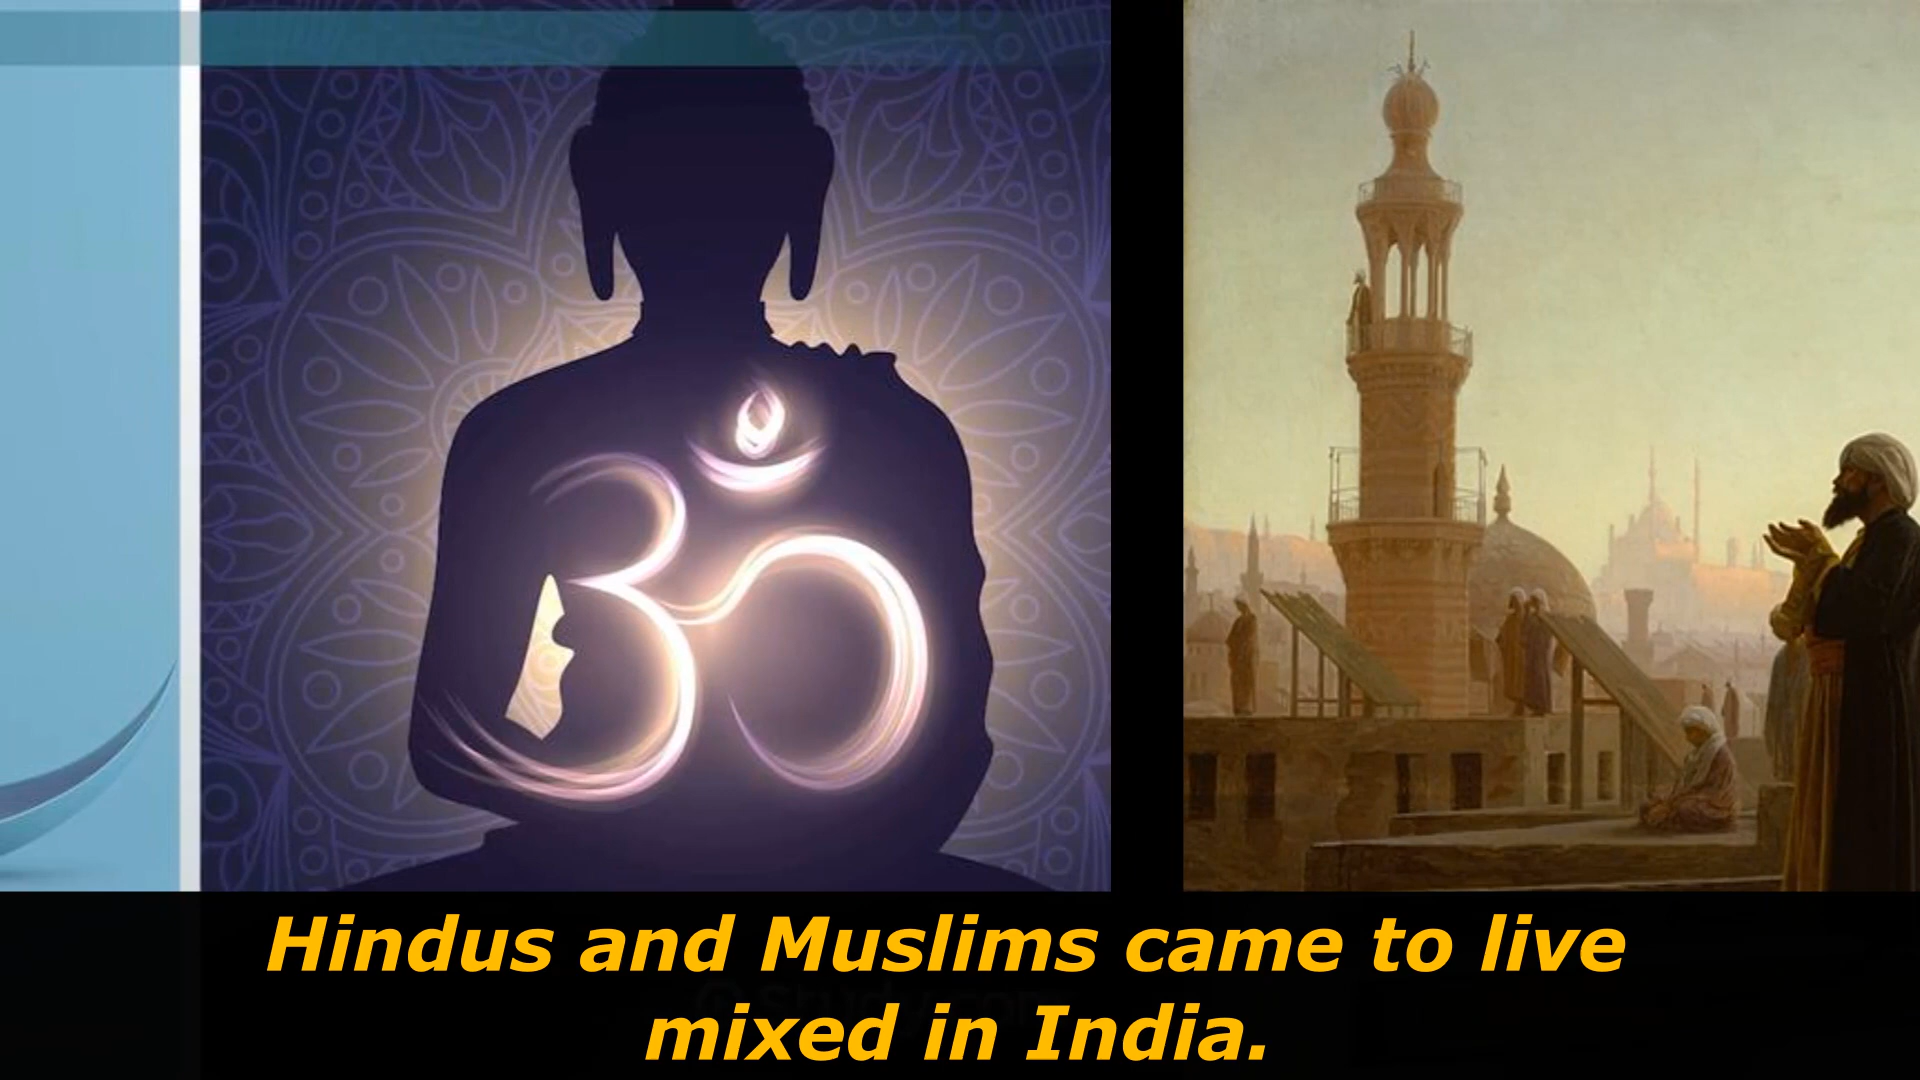 ॐ
Hindus and Muslims came to live
mixed in India.